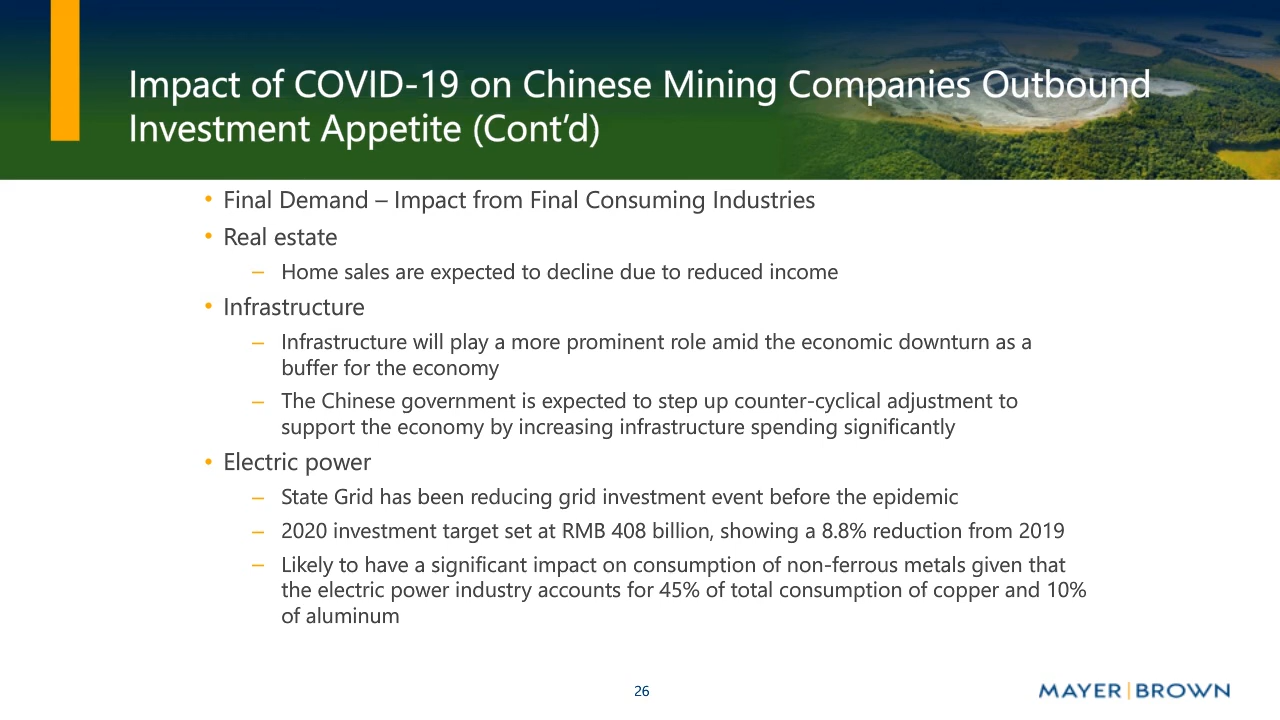 Impact of COVID-19 on Chinese Mining Companies Outbound
Investment Appetite (Cont’d)
• Final Demand – Impact from Final Consuming Industries
• Real estate
– Home sales are expected to decline due to reduced income
• Infrastructure
– Infrastructure will play a more prominent role amid the economic downturn as a
buffer for the economy
– The Chinese government is expected to step up counter-cyclical adjustment to
support the economy by increasing infrastructure spending significantly
• Electric power
– State Grid has been reducing grid investment event before the epidemic
– 2020 investment target set at RMB 408 billion, showing a 8.8% reduction from 2019
– Likely to have a significant impact on consumption of non-ferrous metals given that
the electric power industry accounts for 45% of total consumption of copper and 10%
of aluminum
26
MAYER|BROWN